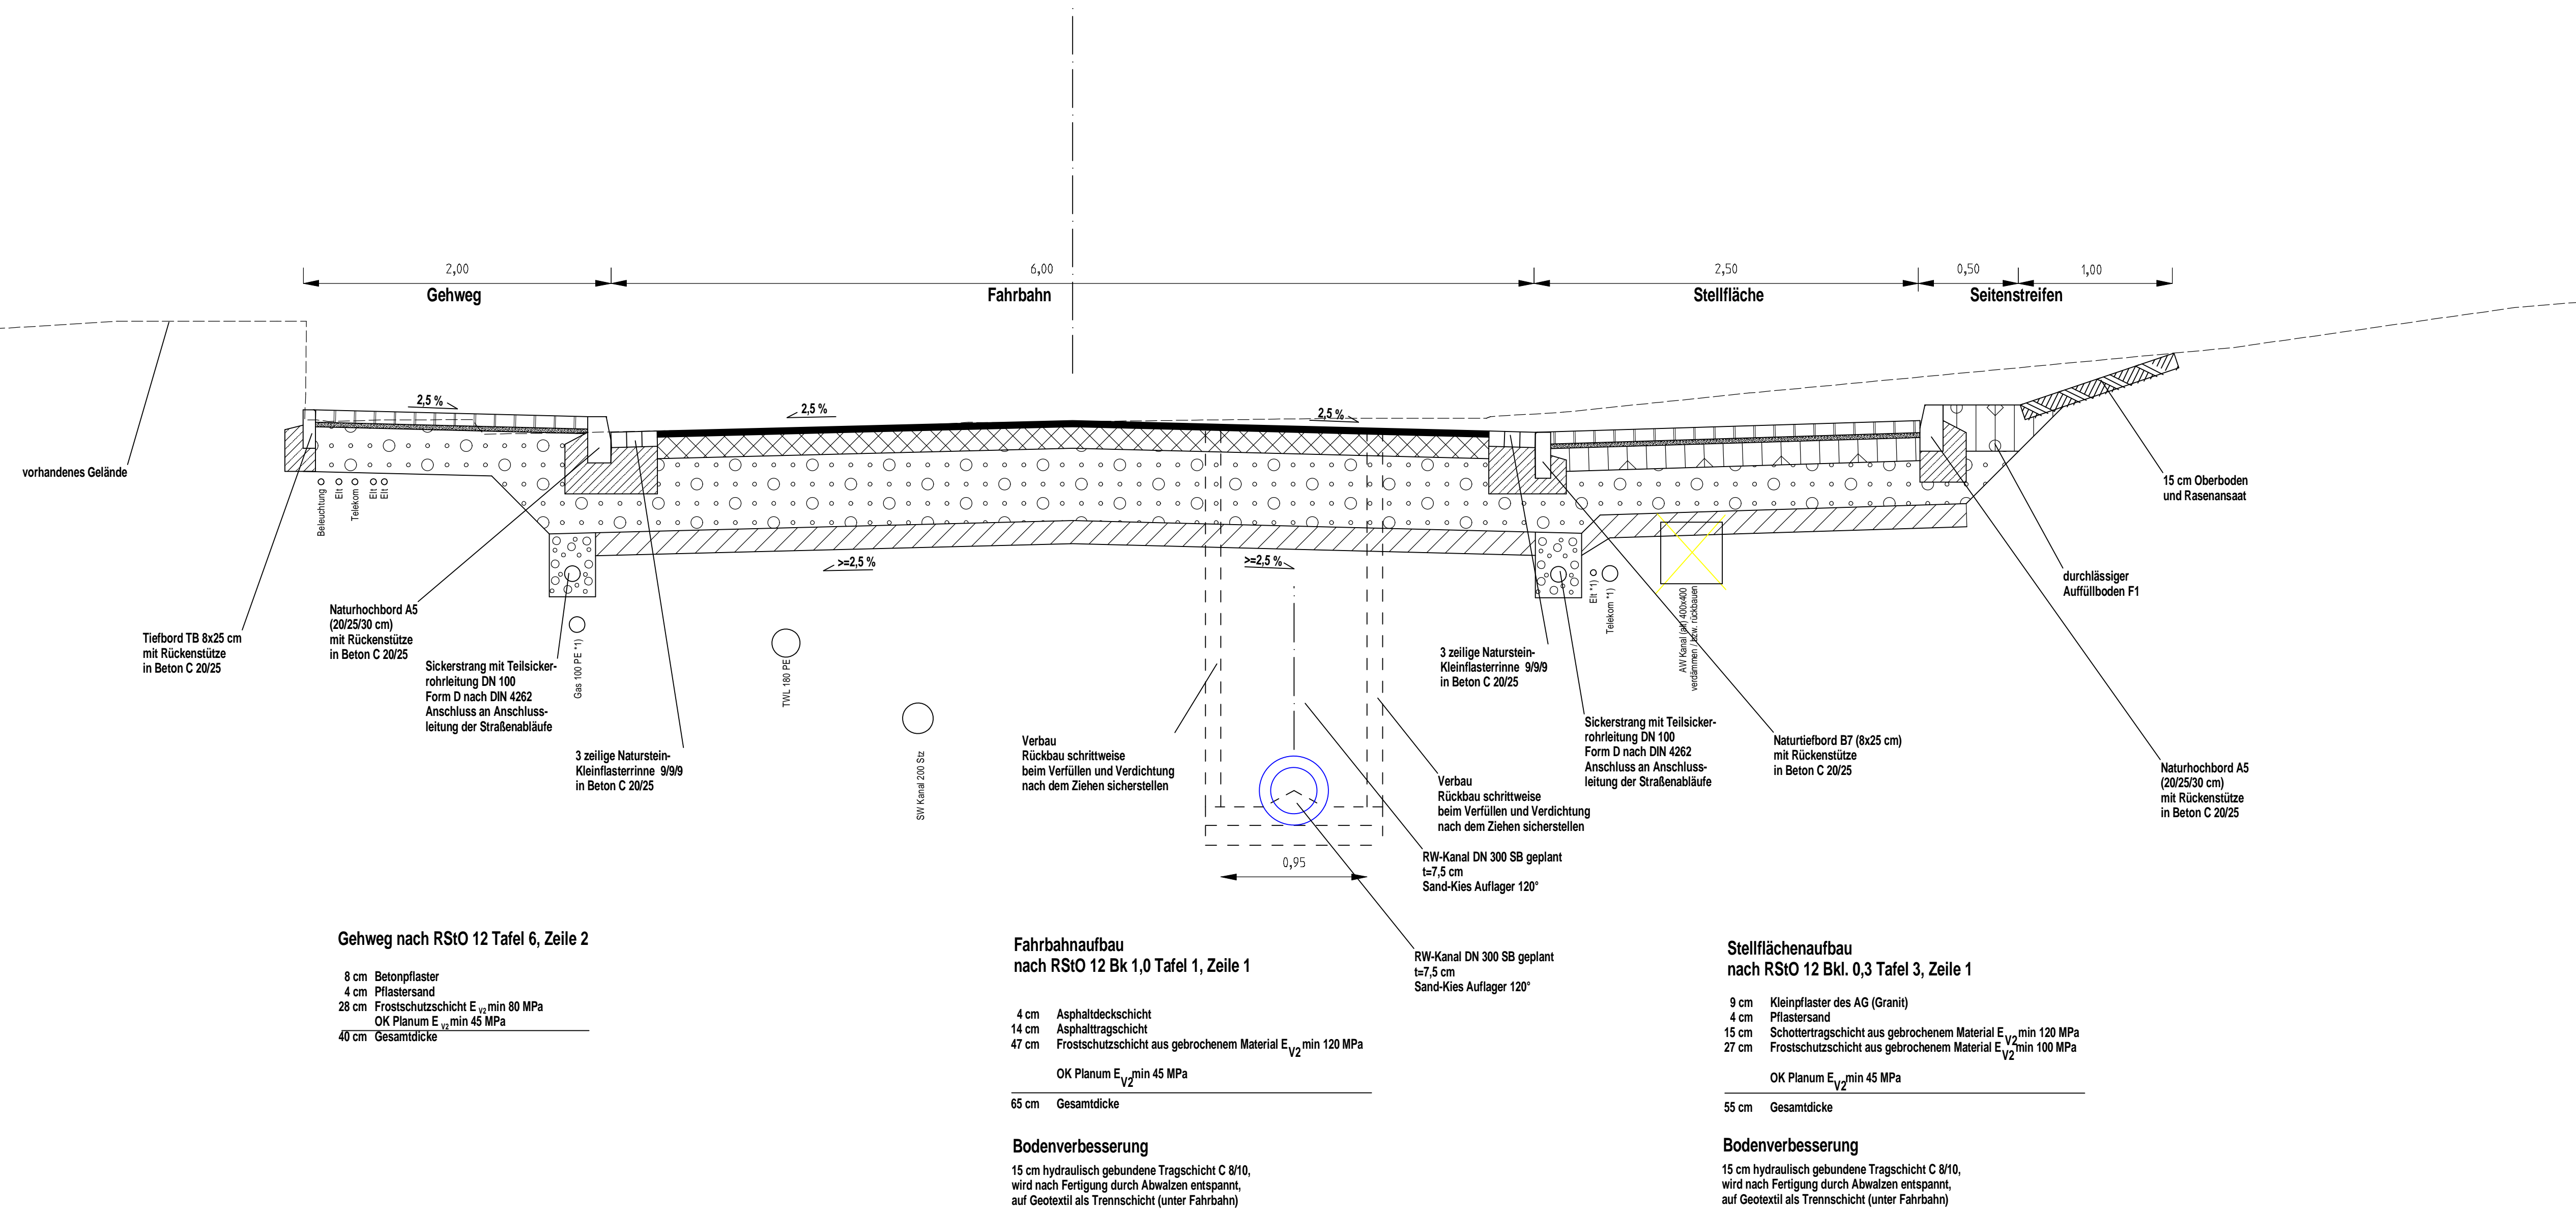 2,00
6,00
2,50
0,50
1,00
Gehweg
Fahrbahn
Stellfläche
Seitenstreifen
2,5 %
2,5 %
2,5 %
vorhandenes Gelände
Beleuchtung
Elt
Telekom
Elt
Elt
15 cm Oberboden
und Rasenansaat
>=2,5 %
>=2,5 %
durchlässiger
Auffüllboden F1
Elt *1)
Telekom *1)
AW Kanal (alt) 400x400
verdämmen / bzw. rückbauen
Tiefbord TB 8x25 cm
mit Rückenstütze
in Beton C 20/25
Naturhochbord A5
(20/25/30 cm)
mit Rückenstütze
in Beton C 20/25
Sickerstrang mit Teilsicker-
rohrleitung DN 100
Form D nach DIN 4262
Anschluss an Anschluss-
leitung der Straßenabläufe
Gas 100 PE *1)
TWL 180 PE
SW Kanal 200 Stz
3 zeilige Naturstein-
Kleinflasterrinne 9/9/9
in Beton C 20/25
Verbau
Rückbau schrittweise
beim Verfüllen und Verdichtung
nach dem Ziehen sicherstellen
3 zeilige Naturstein-
Kleinflasterrinne 9/9/9
in Beton C 20/25
Sickerstrang mit Teilsicker-
rohrleitung DN 100
Form D nach DIN 4262
Anschluss an Anschluss-
leitung der Straßenabläufe
Verbau
Rückbau schrittweise
beim Verfüllen und Verdichtung
nach dem Ziehen sicherstellen
Naturtiefbord B7 (8x25 cm)
mit Rückenstütze
in Beton C 20/25
Naturhochbord A5
(20/25/30 cm)
mit Rückenstütze
in Beton C 20/25
0,95
RW-Kanal DN 300 SB geplant
t=7,5 cm
Sand-Kies Auflager 120°
RW-Kanal DN 300 SB geplant
t=7,5 cm
Sand-Kies Auflager 120°
Gehweg nach RStO 12 Tafel 6, Zeile 2
8 cm Betonpflaster
4 cm Pflastersand
28 cm Frostschutzschicht E V2 min 80 MPa
OK Planum E V2 min 45 MPa
40 cm Gesamtdicke
Fahrbahnaufbau
nach RStO 12 Bk 1,0 Tafel 1, Zeile 1
4 cm Asphaltdeckschicht
14 cm Asphalttragschicht
47 cm Frostschutzschicht aus gebrochenem Material E V2 min 120 MPa
OK Planum E V2 min 45 MPa
65 cm Gesamtdicke
Bodenverbesserung
15 cm hydraulisch gebundene Tragschicht C 8/10,
wird nach Fertigung durch Abwalzen entspannt,
auf Geotextil als Trennschicht (unter Fahrbahn)
Stellflächenaufbau
nach RStO 12 Bkl. 0,3 Tafel 3, Zeile 1
9 cm Kleinpflaster des AG (Granit)
4 cm Pflastersand
15 cm Schottertragschicht aus gebrochenem Material E V2 min 120 MPa
27 cm Frostschutzschicht aus gebrochenem Material E V2 min 100 MPa
OK Planum E V2 min 45 MPa
55 cm Gesamtdicke
Bodenverbesserung
15 cm hydraulisch gebundene Tragschicht C 8/10,
wird nach Fertigung durch Abwalzen entspannt,
auf Geotextil als Trennschicht (unter Fahrbahn)